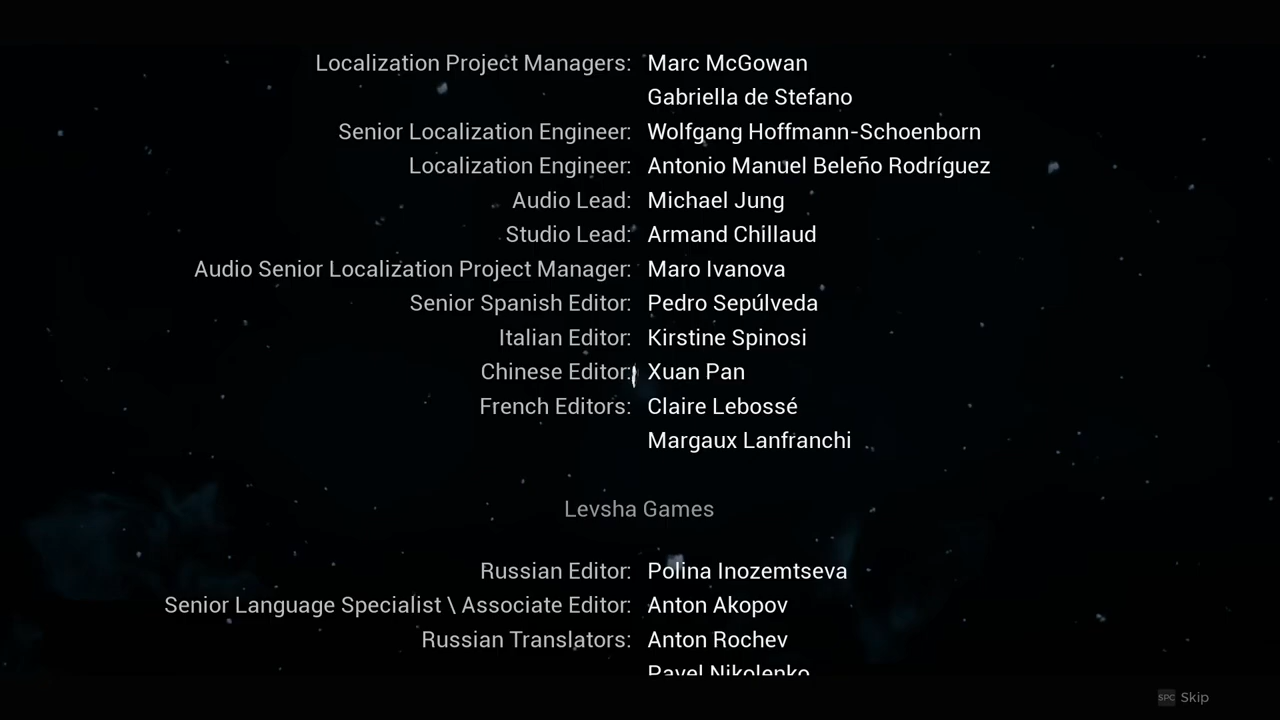 Localization Project Managers: Marc McGowan
Gabriella de Stefano
Senior Localization Engineer: Wolfgang Hoffmann-Schoenborn
Localization Engineer: Antonio Manuel Beleño Rodríguez
Audio Lead: Michael Jung
Studio Lead: Armand Chillaud
Audio Senior Localization Project Manager: Maro Ivanova
Senior Spanish Editor: Pedro Sepúlveda
Italian Editor: Kirstine Spinosi
Chinese Editor: Xuan Pan
French Editors: Claire Lebossé
Margaux Lanfranchi
Levsha Games
Russian Editor: Polina Inozemtseva
Senior Language Specialist \ Associate Editor: Anton Akopov
Russian Translators: Anton Rochev
Pavel Nikolenko
SPC Skip